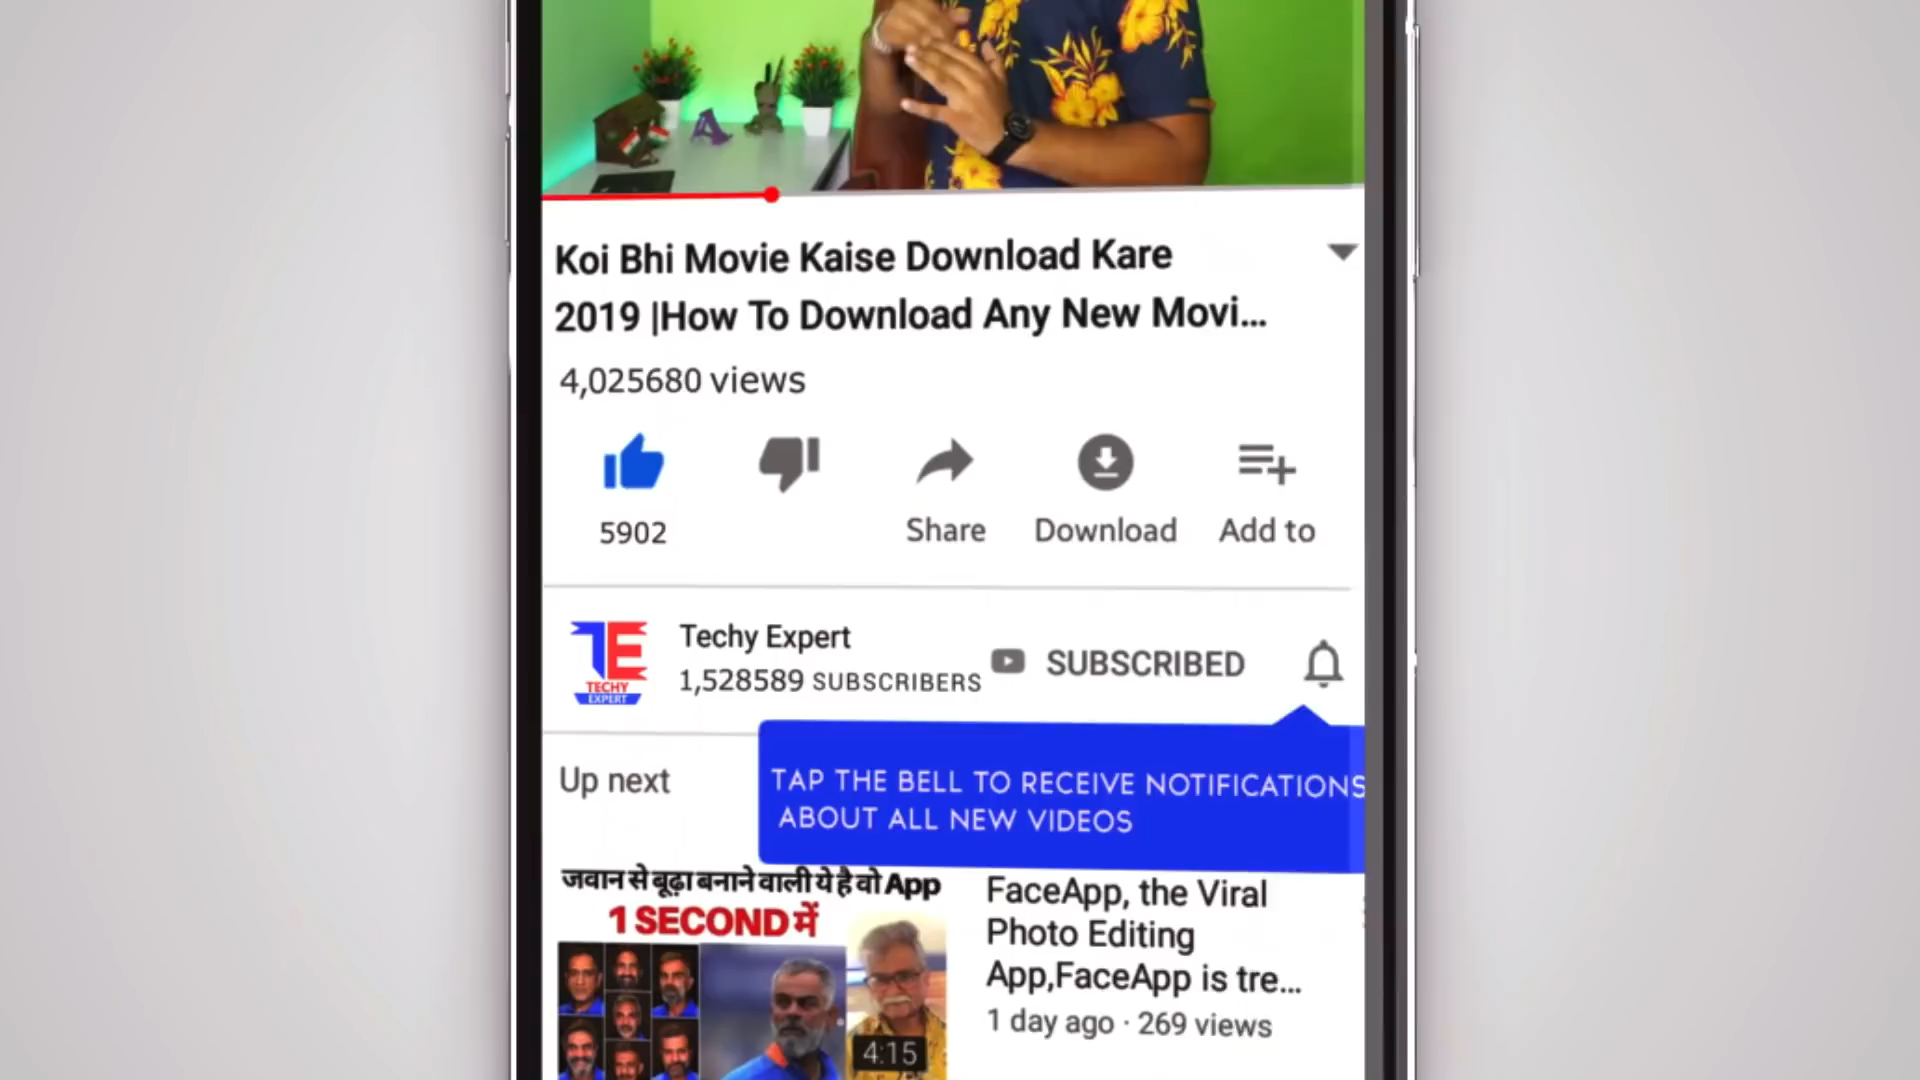 Koi Bhi Movie Kaise Download Kare
2019 |How To Download Any New Movi...
4,025680 views
5902
Share
Download
Add to
TE
TECHY
EXPERT
Techy Expert
1,528589 SUBSCRIBERS
SUBSCRIBED
TAP THE BELL TO RECEIVE NOTIFICATIONS
ABOUT ALL NEW VIDEOS
Up next
जवान से बूढ़ा बनाने वाली ये है वो App
1 SECOND में
4:15
FaceApp, the Viral
Photo Editing
App,FaceApp is tre...
1 day ago · 269 views